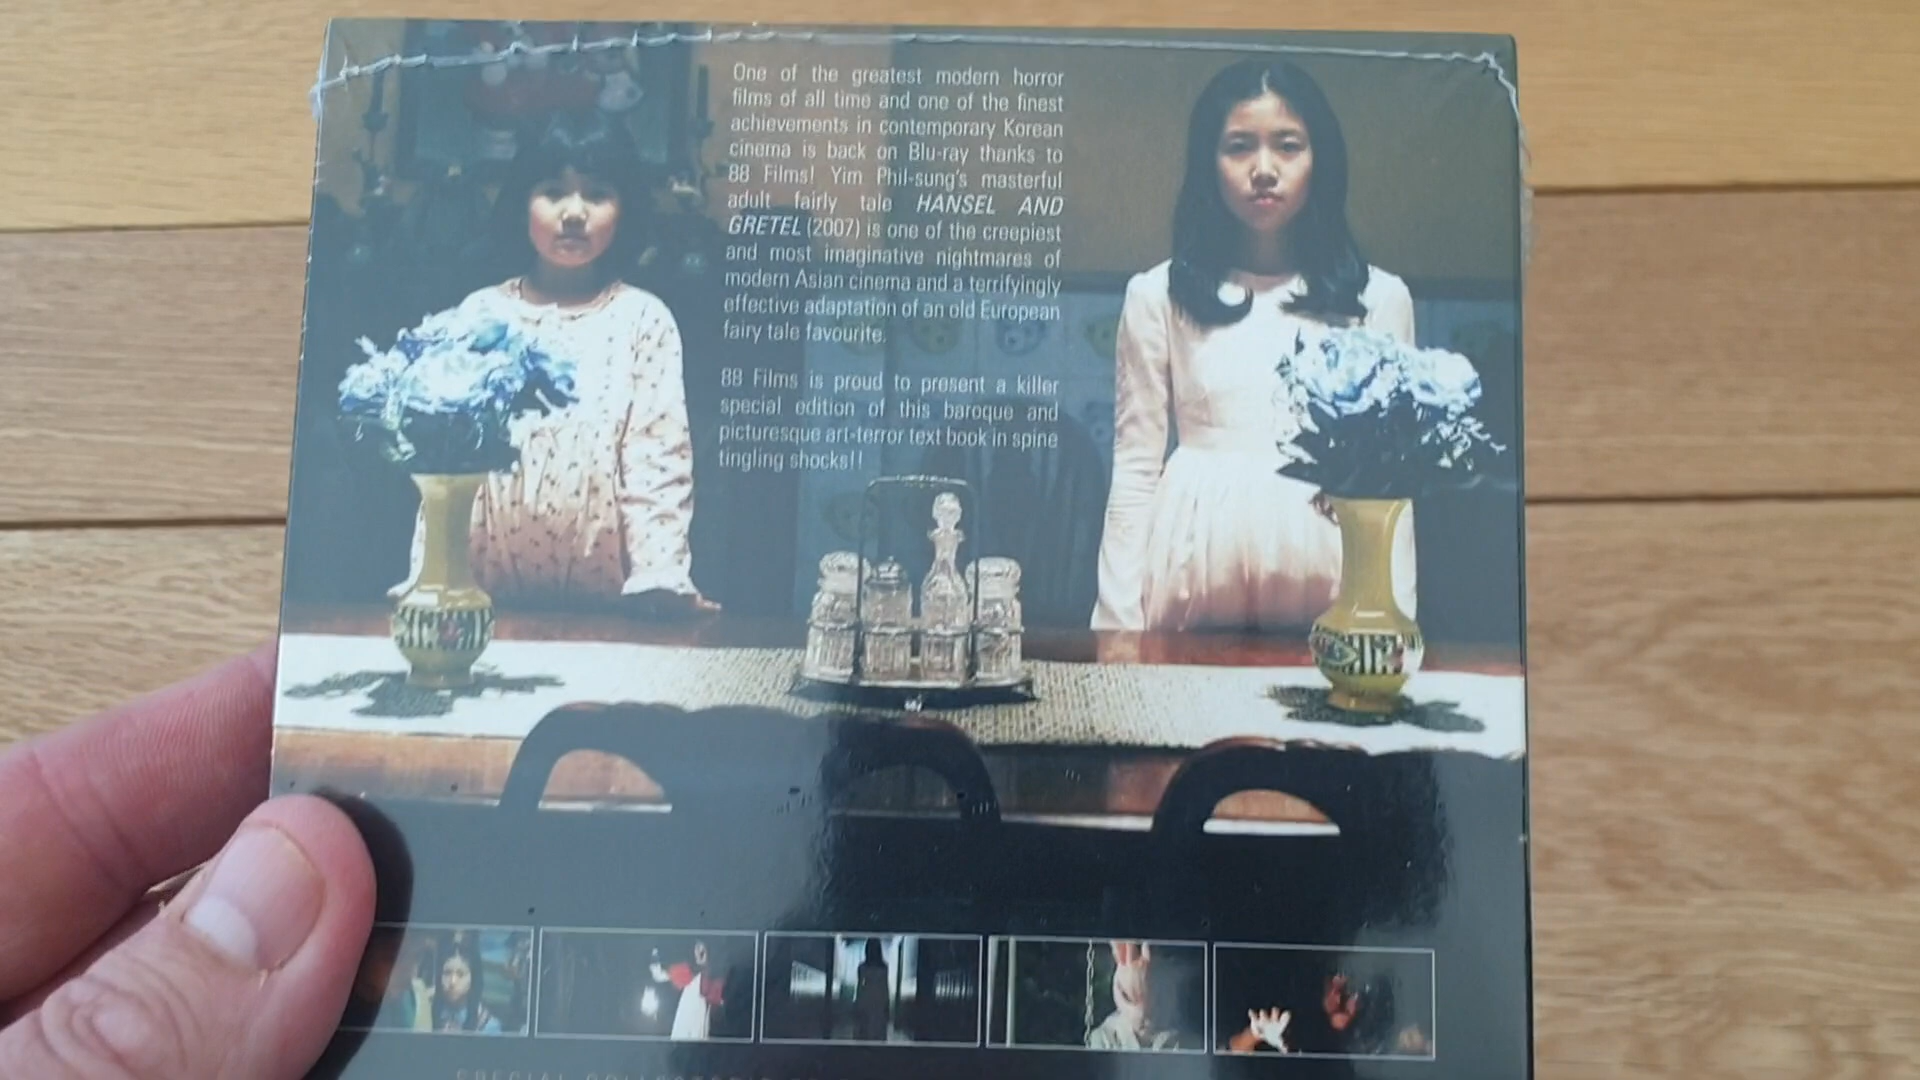 One of the greatest modern horror
films of all time and one of the finest
achievements in contemporary Korean
cinema is back on Blu-ray thanks to
88 Films! Yim Phil-sung's masterful
adult fairly tale HANSEL AND
GRETEL (2007) is one of the creepiest
and most imaginative nightmares of
modern Asian cinema and a terrifyingly
effective adaptation of an old European
fairy tale favourite.
88 Films is proud to present a killer
special edition of this baroque and
picturesque art-terror text book in spine
tingling shocks!!
SPECIAL COLLECTOR'S